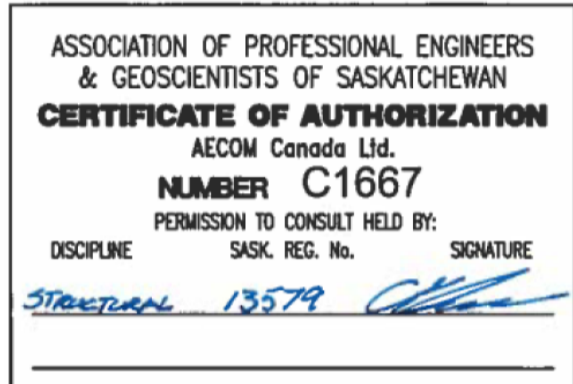 ASSOCIATION OF PROFESSIONAL ENGINEERS
& GEOSCIENTISTS OF SASKATCHEWAN
CERTIFICATE OF AUTHORIZATION
AECOM Canada Ltd.
NUMBER C1667
PERMISSION TO CONSULT HELD BY:
DISCIPLINE SASK. REG. No. SIGNATURE
STRUCTURAL 13579